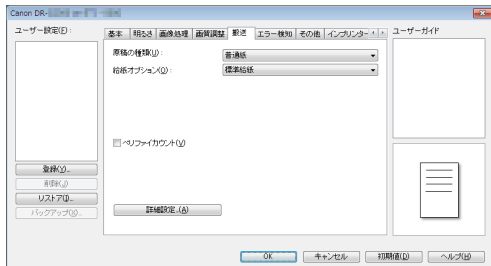 Canon DR-
ユーザー設定(F):
基本 明るさ 画像処理 画質調整 搬送 エラー検知 その他 インプリンター
ユーザーガイド
原稿の種類(U):
普通紙
給紙オプション(O):
標準給紙
ベリファイカウント(V)
登録(Y)...
削除(J)
リストア(I)...
バックアップ(X)...
詳細設定...(A)
OK キャンセル 初期値(D) ヘルプ(H)